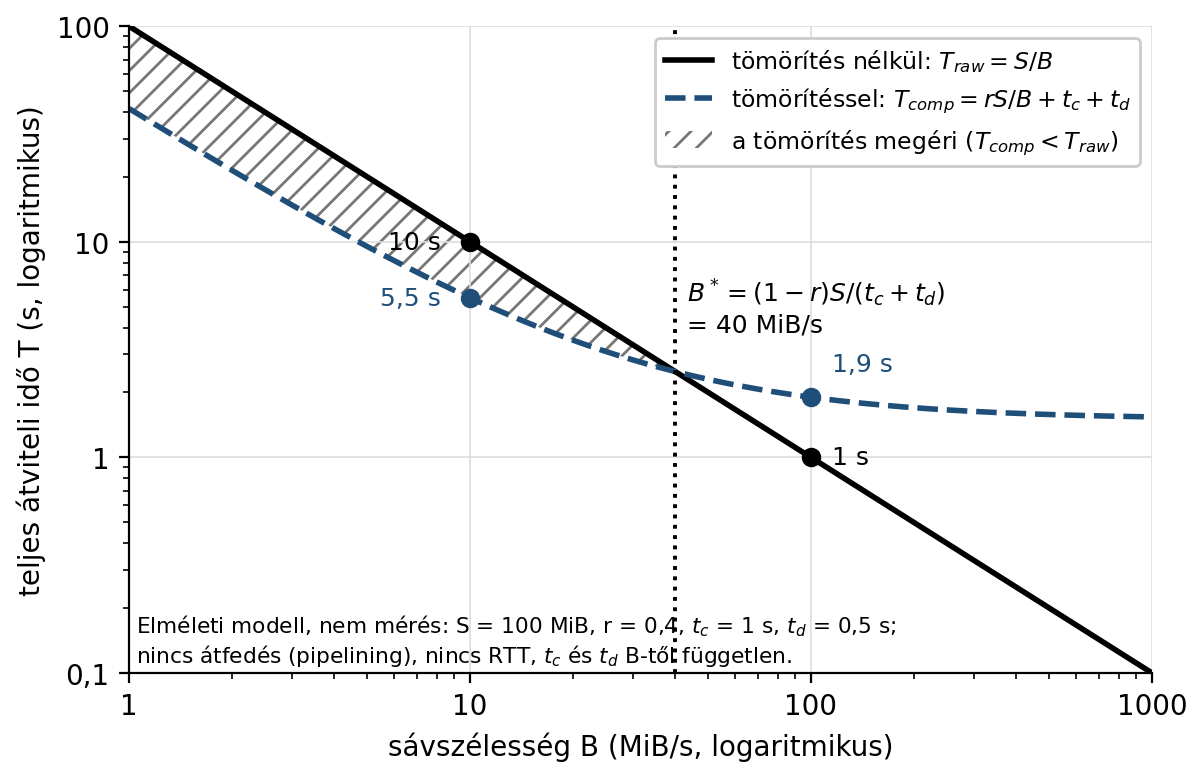 100
10
1
0,1
teljes átviteli idő T (s, logaritmikus)
tömörítés nélkül: T_raw = S/B
tömörítéssel: T_comp = rS/B + t_c + t_d
a tömörítés megéri (T_comp < T_raw)
10 s
5,5 s
B* = (1 − r)S/(t_c + t_d)
= 40 MiB/s
1,9 s
1 s
Elméleti modell, nem mérés: S = 100 MiB, r = 0,4, t_c = 1 s, t_d = 0,5 s;
nincs átfedés (pipelining), nincs RTT, t_c és t_d B-től független.
1
10
100
1000
sávszélesség B (MiB/s, logaritmikus)